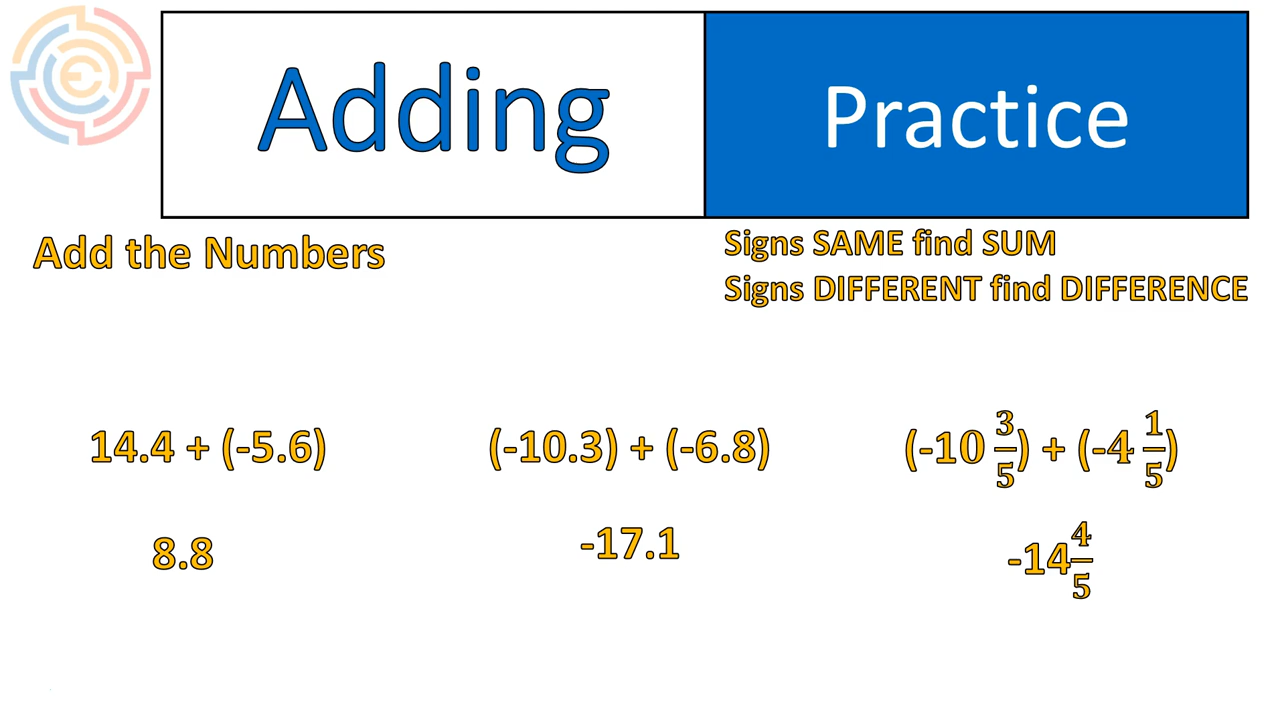 Adding
Practice
Add the Numbers
Signs SAME find SUM
Signs DIFFERENT find DIFFERENCE
14.4 + (-5.6)
(-10.3) + (-6.8)
(-10 3/5) + (-4 1/5)
8.8
-17.1
-14 4/5